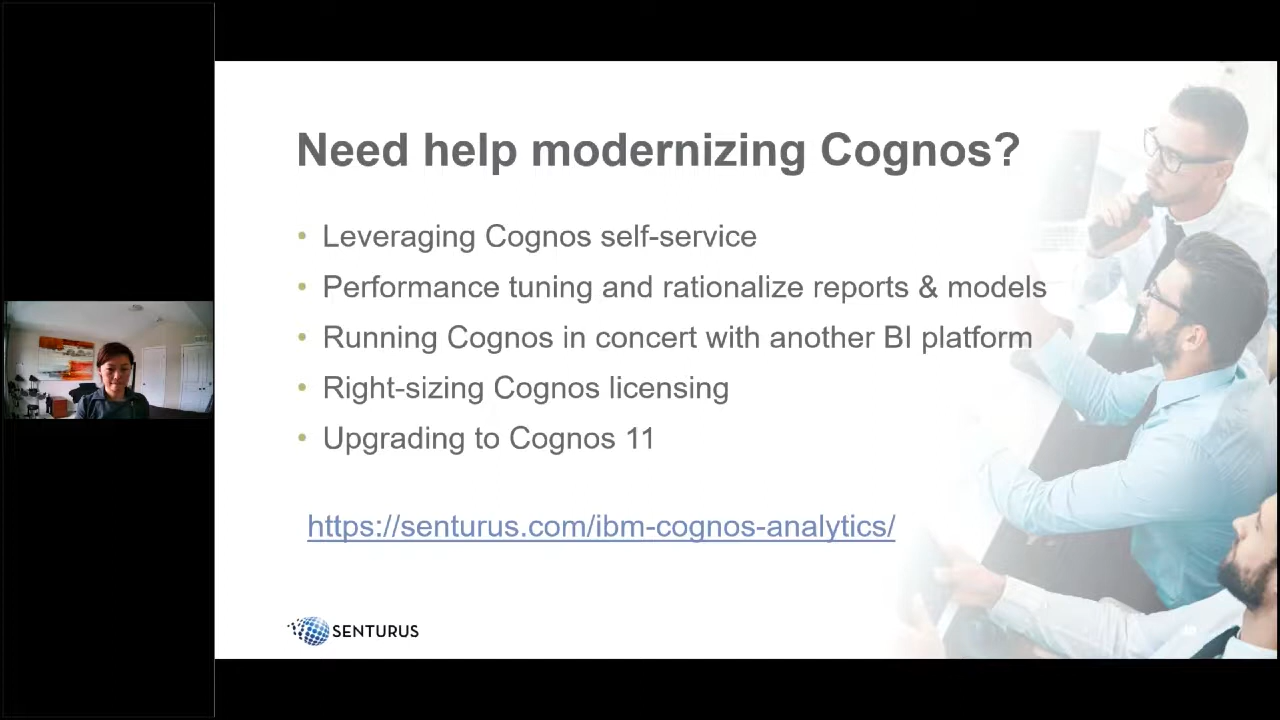 Need help modernizing Cognos?
• Leveraging Cognos self-service
• Performance tuning and rationalize reports & models
• Running Cognos in concert with another BI platform
• Right-sizing Cognos licensing
• Upgrading to Cognos 11
https://senturus.com/ibm-cognos-analytics/
SENTURUS